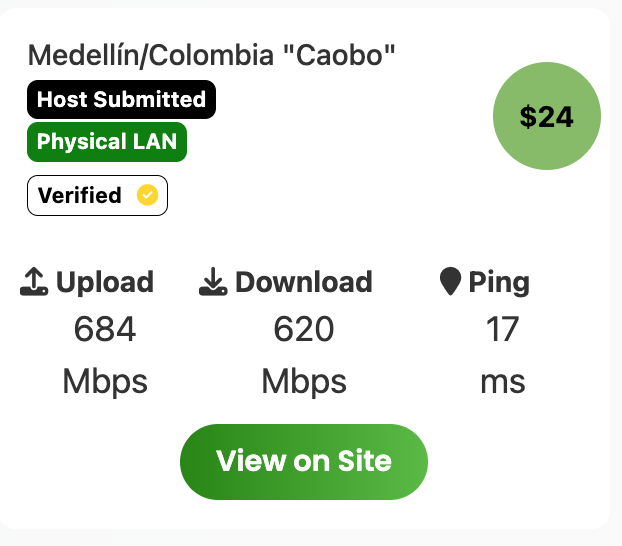 Medellín/Colombia "Caobo"
Host Submitted
$24
Physical LAN
Verified
Upload Download Ping
684 620 17
Mbps Mbps ms
View on Site